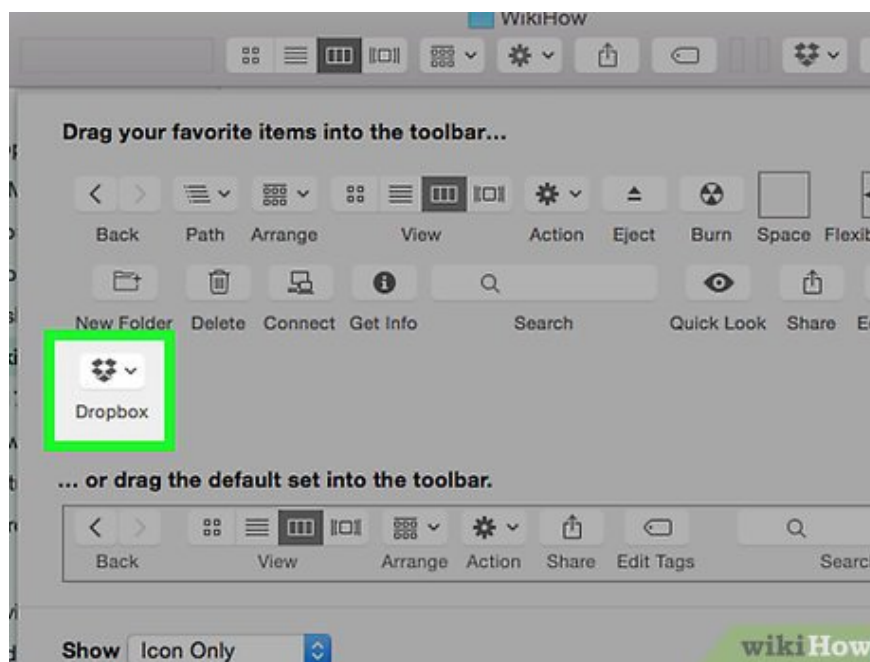 WikiHow
Drag your favorite items into the toolbar...
Back Path Arrange View Action Eject Burn Space Flexib
New Folder Delete Connect Get Info Search Quick Look Share E
Dropbox
... or drag the default set into the toolbar.
Back View Arrange Action Share Edit Tags Searc
Show Icon Only
wikiHow